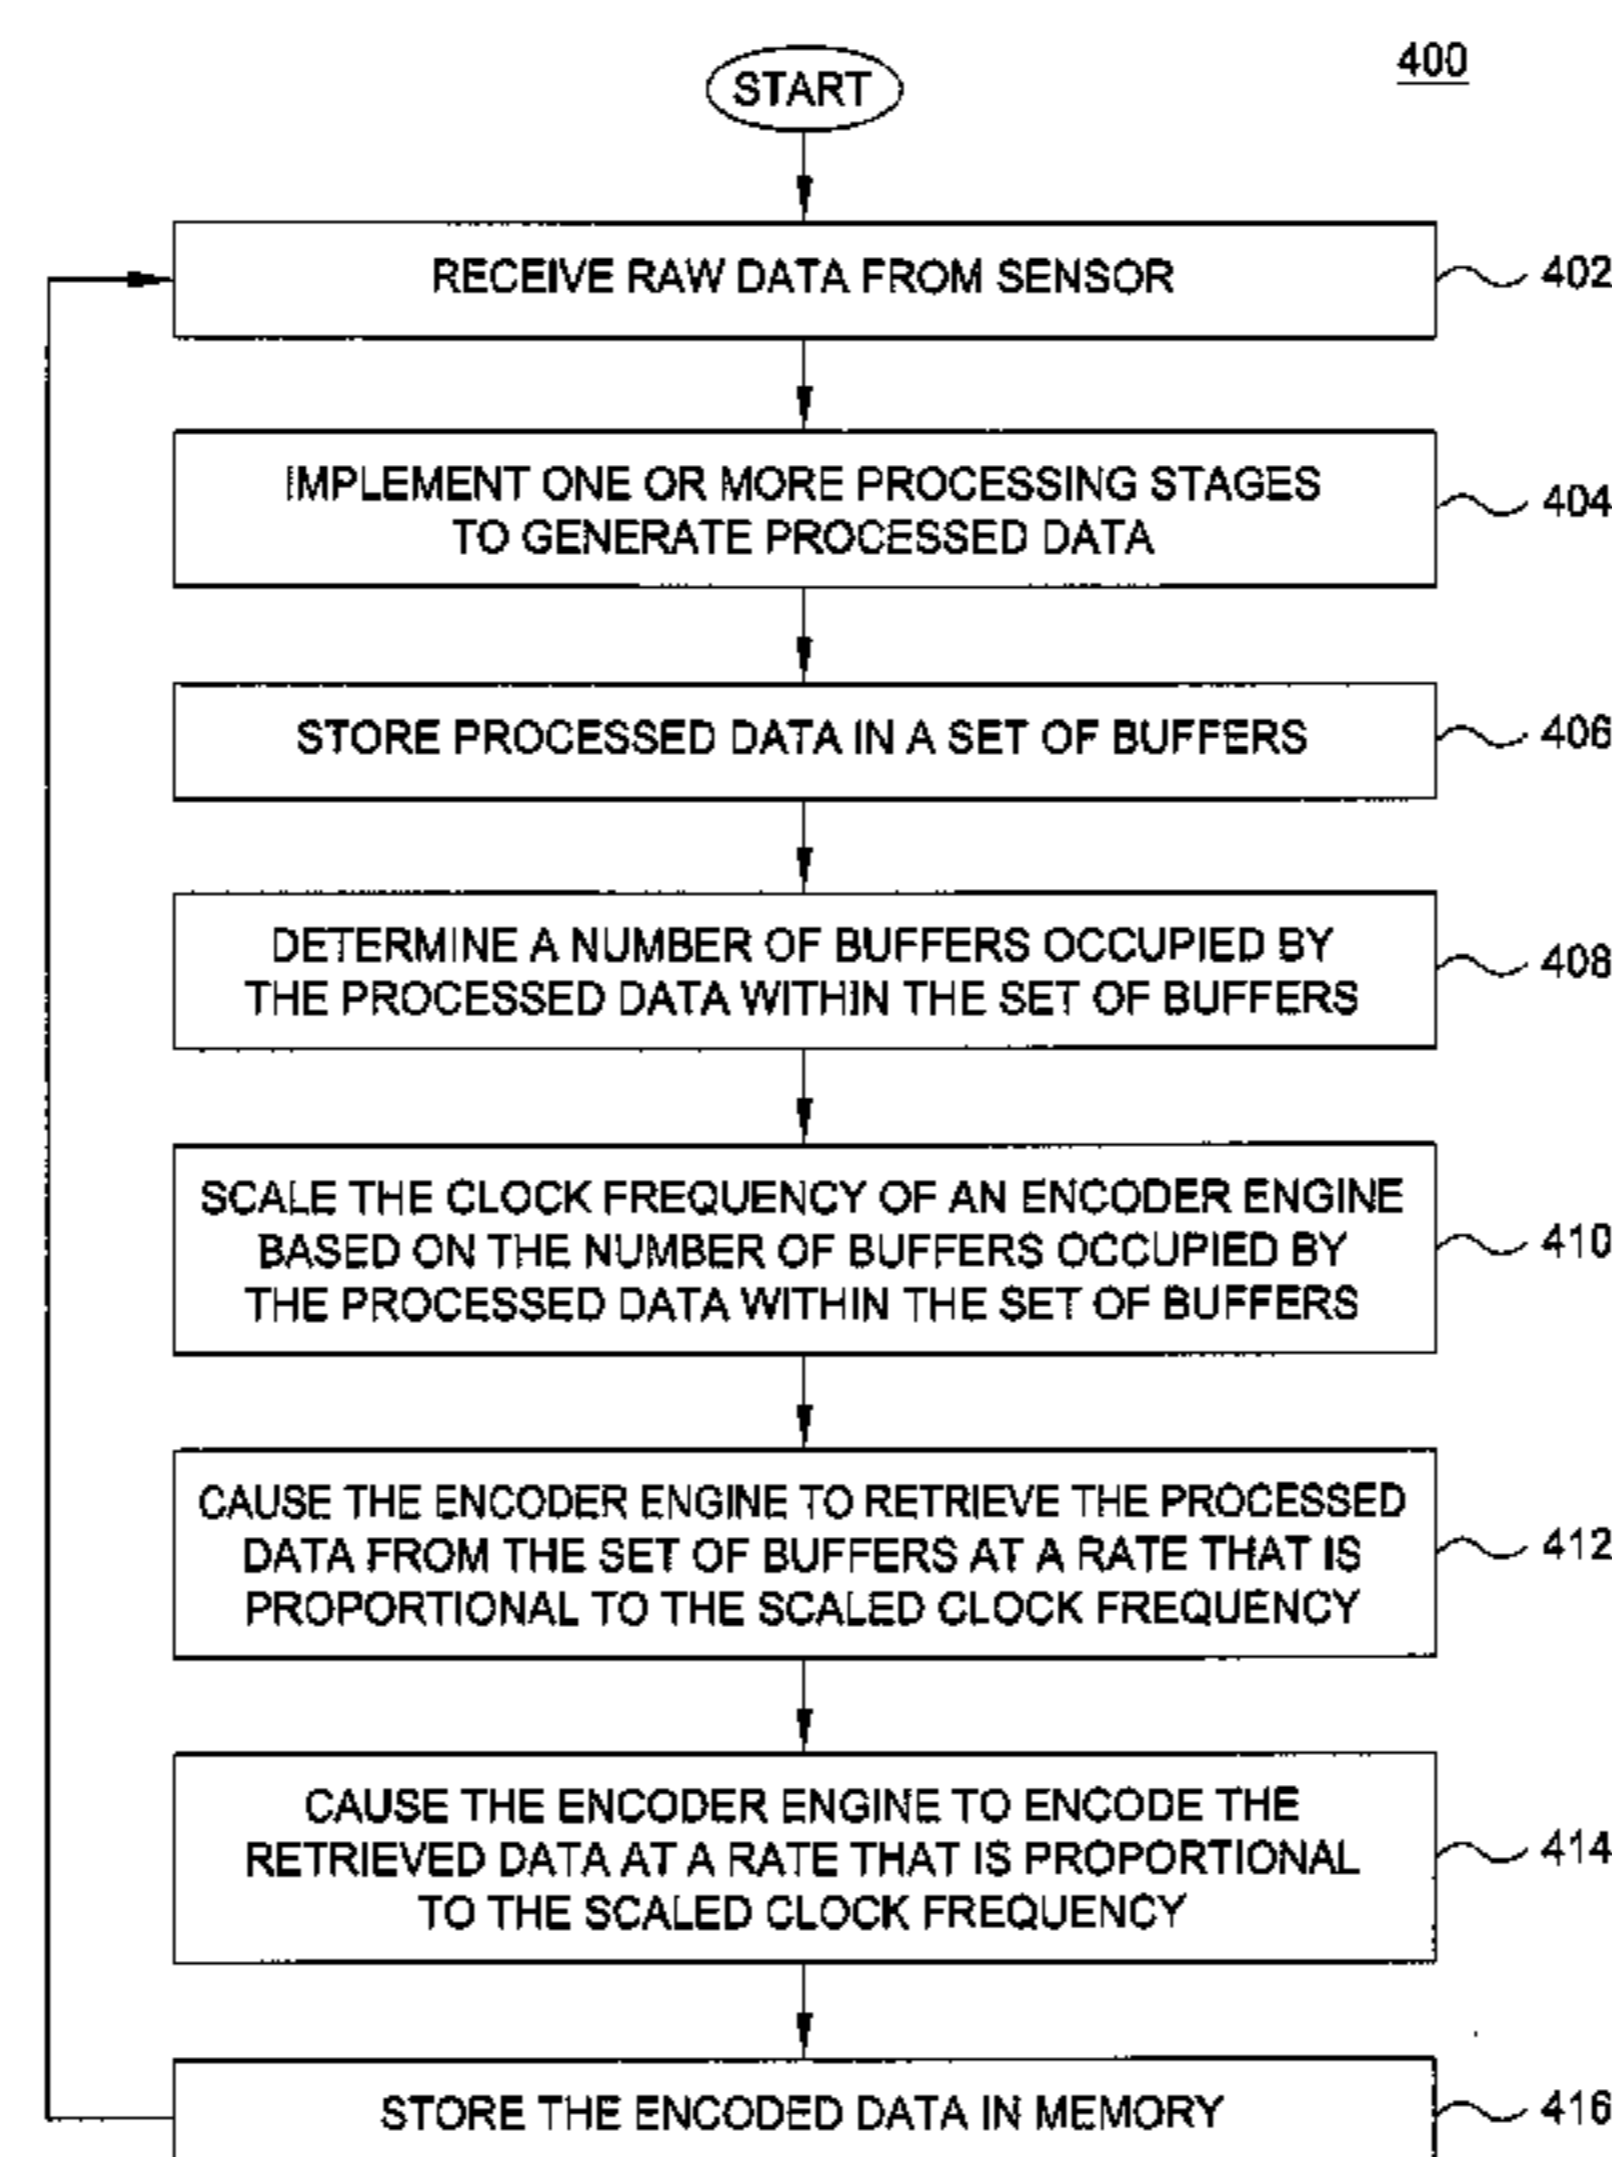 400
START
RECEIVE RAW DATA FROM SENSOR
402
IMPLEMENT ONE OR MORE PROCESSING STAGES
TO GENERATE PROCESSED DATA
404
STORE PROCESSED DATA IN A SET OF BUFFERS
406
DETERMINE A NUMBER OF BUFFERS OCCUPIED BY
THE PROCESSED DATA WITHIN THE SET OF BUFFERS
408
SCALE THE CLOCK FREQUENCY OF AN ENCODER ENGINE
BASED ON THE NUMBER OF BUFFERS OCCUPIED BY
THE PROCESSED DATA WITHIN THE SET OF BUFFERS
410
CAUSE THE ENCODER ENGINE TO RETRIEVE THE PROCESSED
DATA FROM THE SET OF BUFFERS AT A RATE THAT IS
PROPORTIONAL TO THE SCALED CLOCK FREQUENCY
412
CAUSE THE ENCODER ENGINE TO ENCODE THE
RETRIEVED DATA AT A RATE THAT IS PROPORTIONAL
TO THE SCALED CLOCK FREQUENCY
414
STORE THE ENCODED DATA IN MEMORY
416